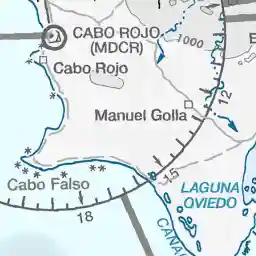 CABO ROJO
(MDCR)
1000
Cabo Rojo
12
Manuel Golla
15
Cabo Falso
LAGUNA
OVIEDO
18
CANA